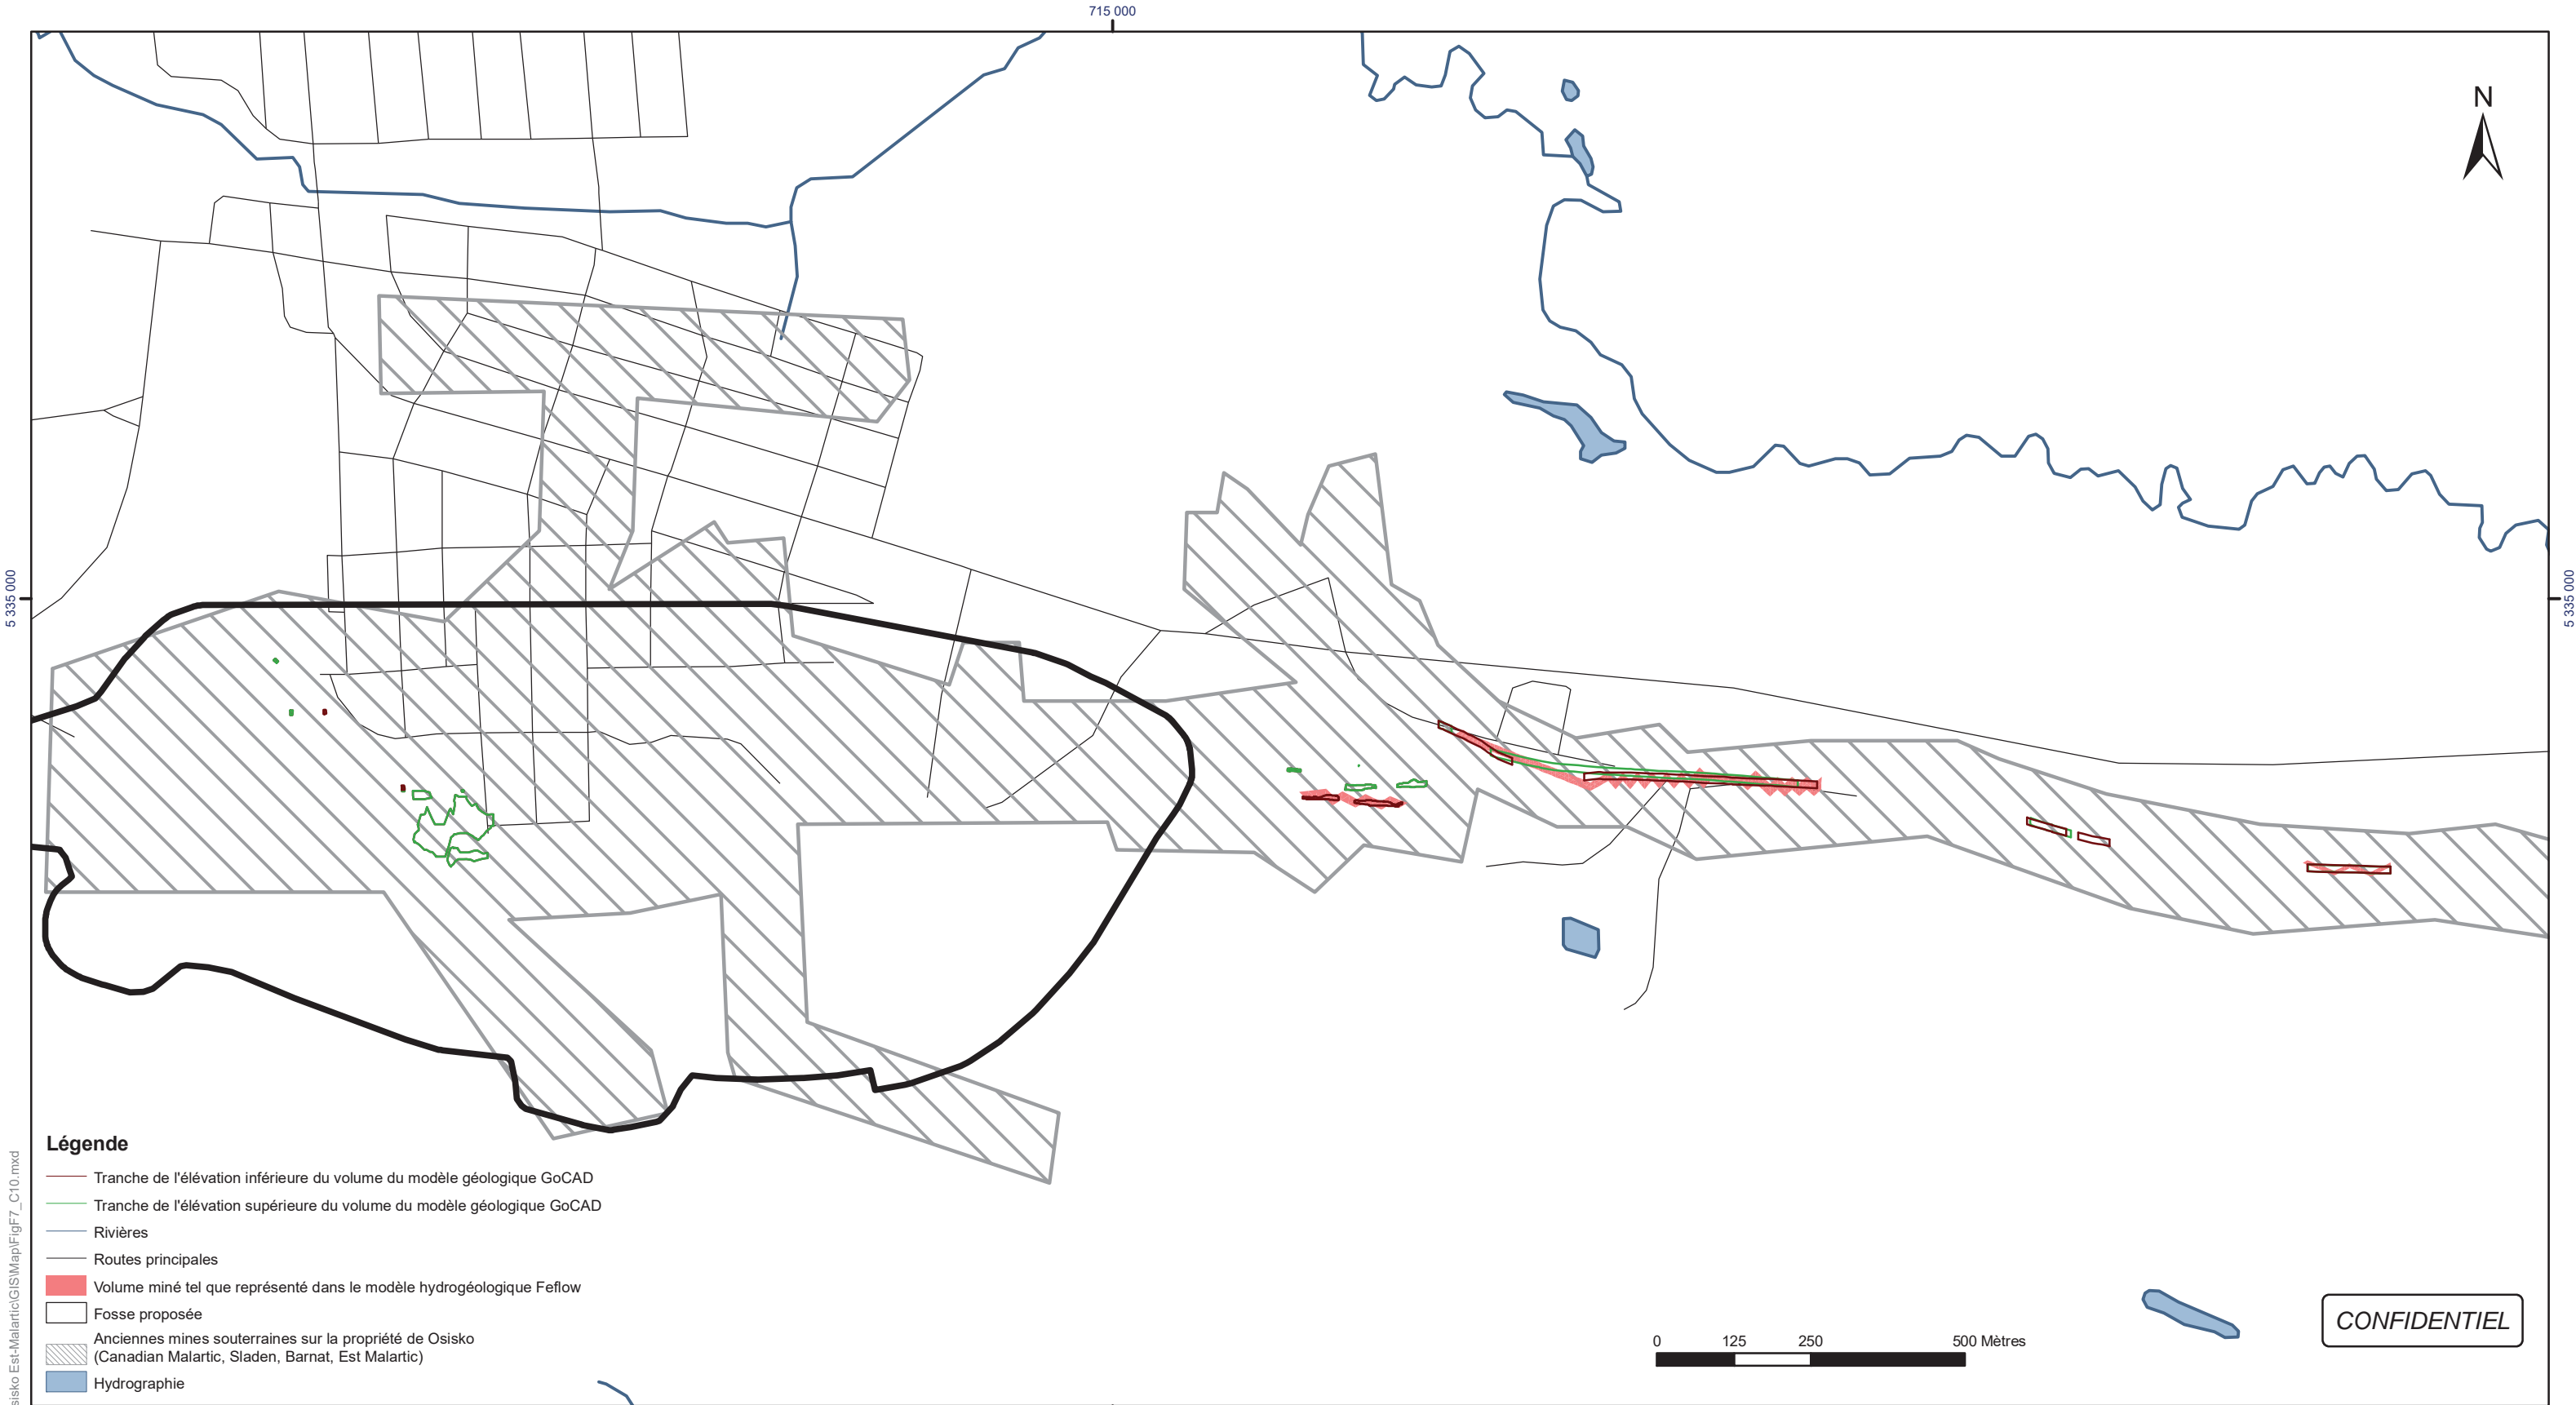 715 000
N
5 335 000
5 335 000
Légende
Tranche de l'élévation inférieure du volume du modèle géologique GoCAD
Tranche de l'élévation supérieure du volume du modèle géologique GoCAD
Rivières
Routes principales
Volume miné tel que représenté dans le modèle hydrogéologique Feflow
Fosse proposée
Anciennes mines souterraines sur la propriété de Osisko
(Canadian Malartic, Sladen, Barnat, Est Malartic)
Hydrographie
0 125 250 500 Mètres
CONFIDENTIEL
sisko Est-Malartic\GIS\Map\FigF7_C10.mxd